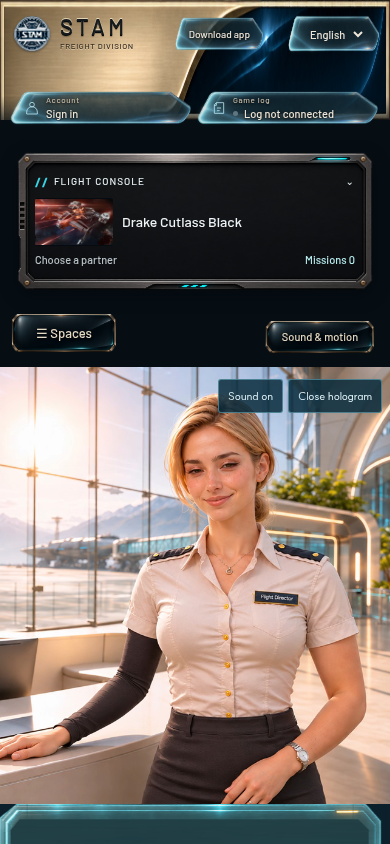 STAM
STAM
FREIGHT DIVISION
Download app
English
Account
Sign in
Game log
Log not connected
// FLIGHT CONSOLE
Drake Cutlass Black
Choose a partner
Missions 0
☰ Spaces
Sound & motion
Sound on
Close hologram
Flight Director